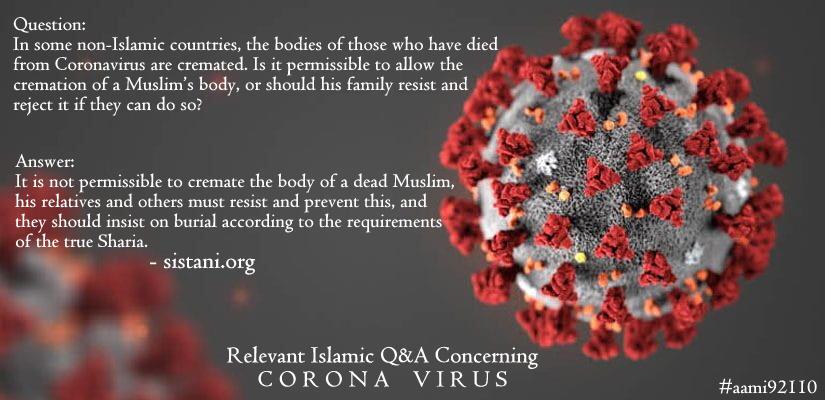 Question:
In some non-Islamic countries, the bodies of those who have died
from Coronavirus are cremated. Is it permissible to allow the
cremation of a Muslim's body, or should his family resist and
reject it if they can do so?
Answer:
It is not permissible to cremate the body of a dead Muslim,
his relatives and others must resist and prevent this, and
they should insist on burial according to the requirements
of the true Sharia.
- sistani.org
Relevant Islamic Q&A Concerning
CORONA VIRUS
#aami92110